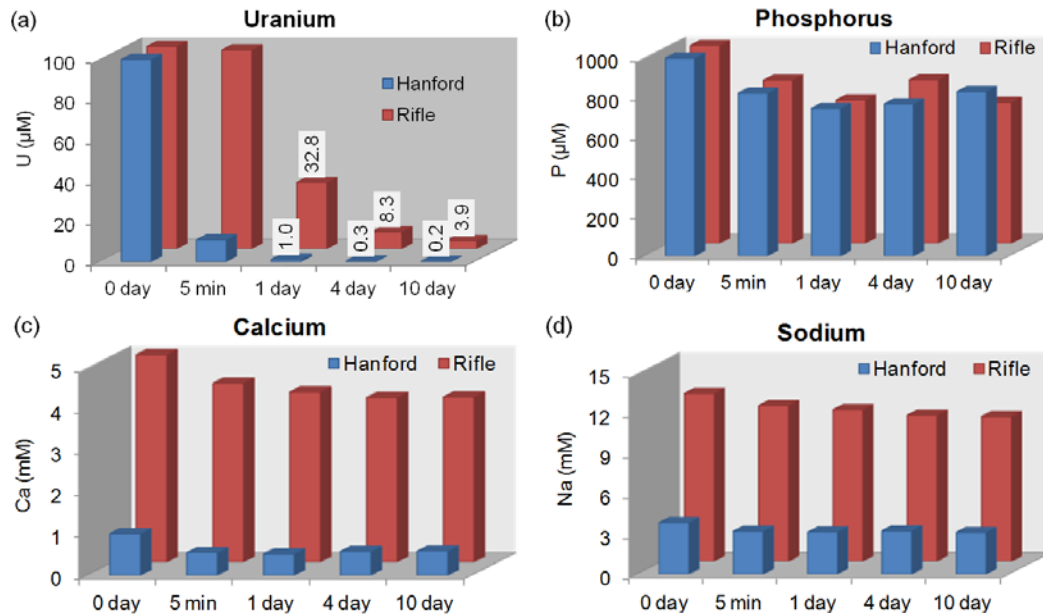 (a) Uranium
U (µM)
100
80
60
40
20
0
Hanford
Rifle
1.0
32.8
0.3
8.3
0.2
3.9
0 day 5 min 1 day 4 day 10 day
(b) Phosphorus
P (µM)
1000
800
600
400
200
0
Hanford Rifle
0 day 5 min 1 day 4 day 10 day
(c) Calcium
Ca (mM)
5
4
3
2
1
0
Hanford Rifle
0 day 5 min 1 day 4 day 10 day
(d) Sodium
Na (mM)
15
12
9
6
3
0
Hanford Rifle
0 day 5 min 1 day 4 day 10 day